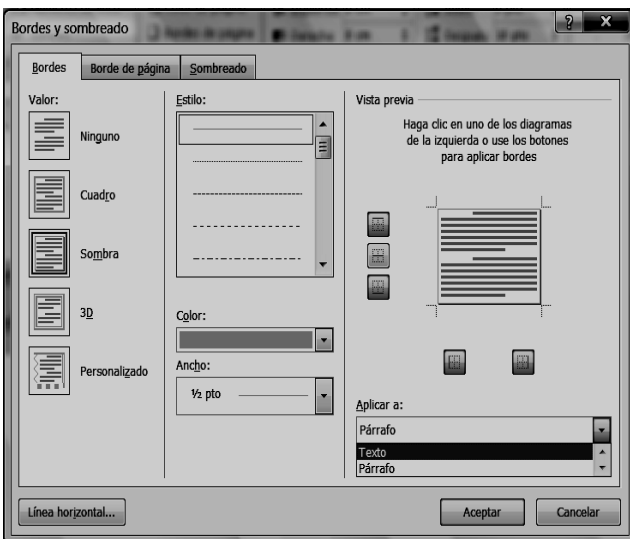 Bordes y sombreado
Bordes
Borde de página
Sombreado
Valor:
Ninguno
Cuadro
Sombra
3D
Personalizado
Estilo:
Color:
Ancho:
½ pto
Vista previa
Haga clic en uno de los diagramas
de la izquierda o use los botones
para aplicar bordes
Aplicar a:
Párrafo
Texto
Párrafo
Línea horizontal...
Aceptar
Cancelar